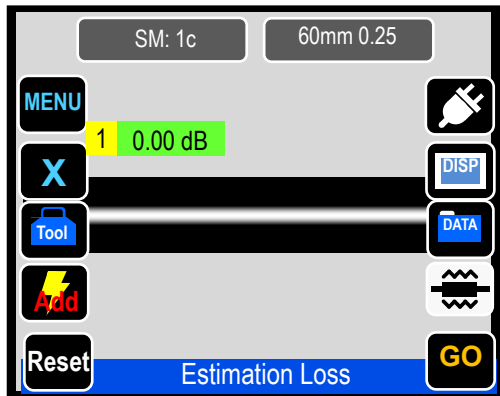 SM: 1c
60mm 0.25
MENU
1 0.00 dB
X
DISP
Tool
DATA
Add
Reset
Estimation Loss
GO